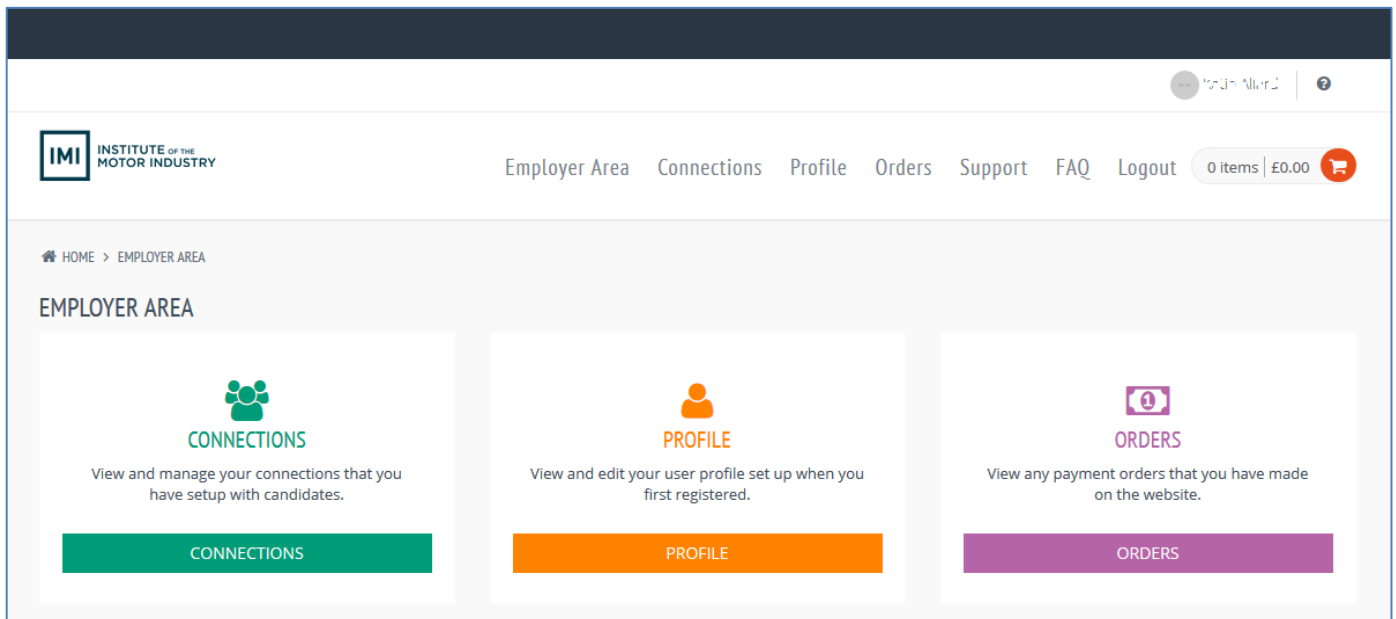 IMI INSTITUTE OF THE
MOTOR INDUSTRY
Employer Area Connections Profile Orders Support FAQ Logout 0 items | £0.00
HOME > EMPLOYER AREA
EMPLOYER AREA
CONNECTIONS
View and manage your connections that you
have setup with candidates.
CONNECTIONS
PROFILE
View and edit your user profile set up when you
first registered.
PROFILE
ORDERS
View any payment orders that you have made
on the website.
ORDERS